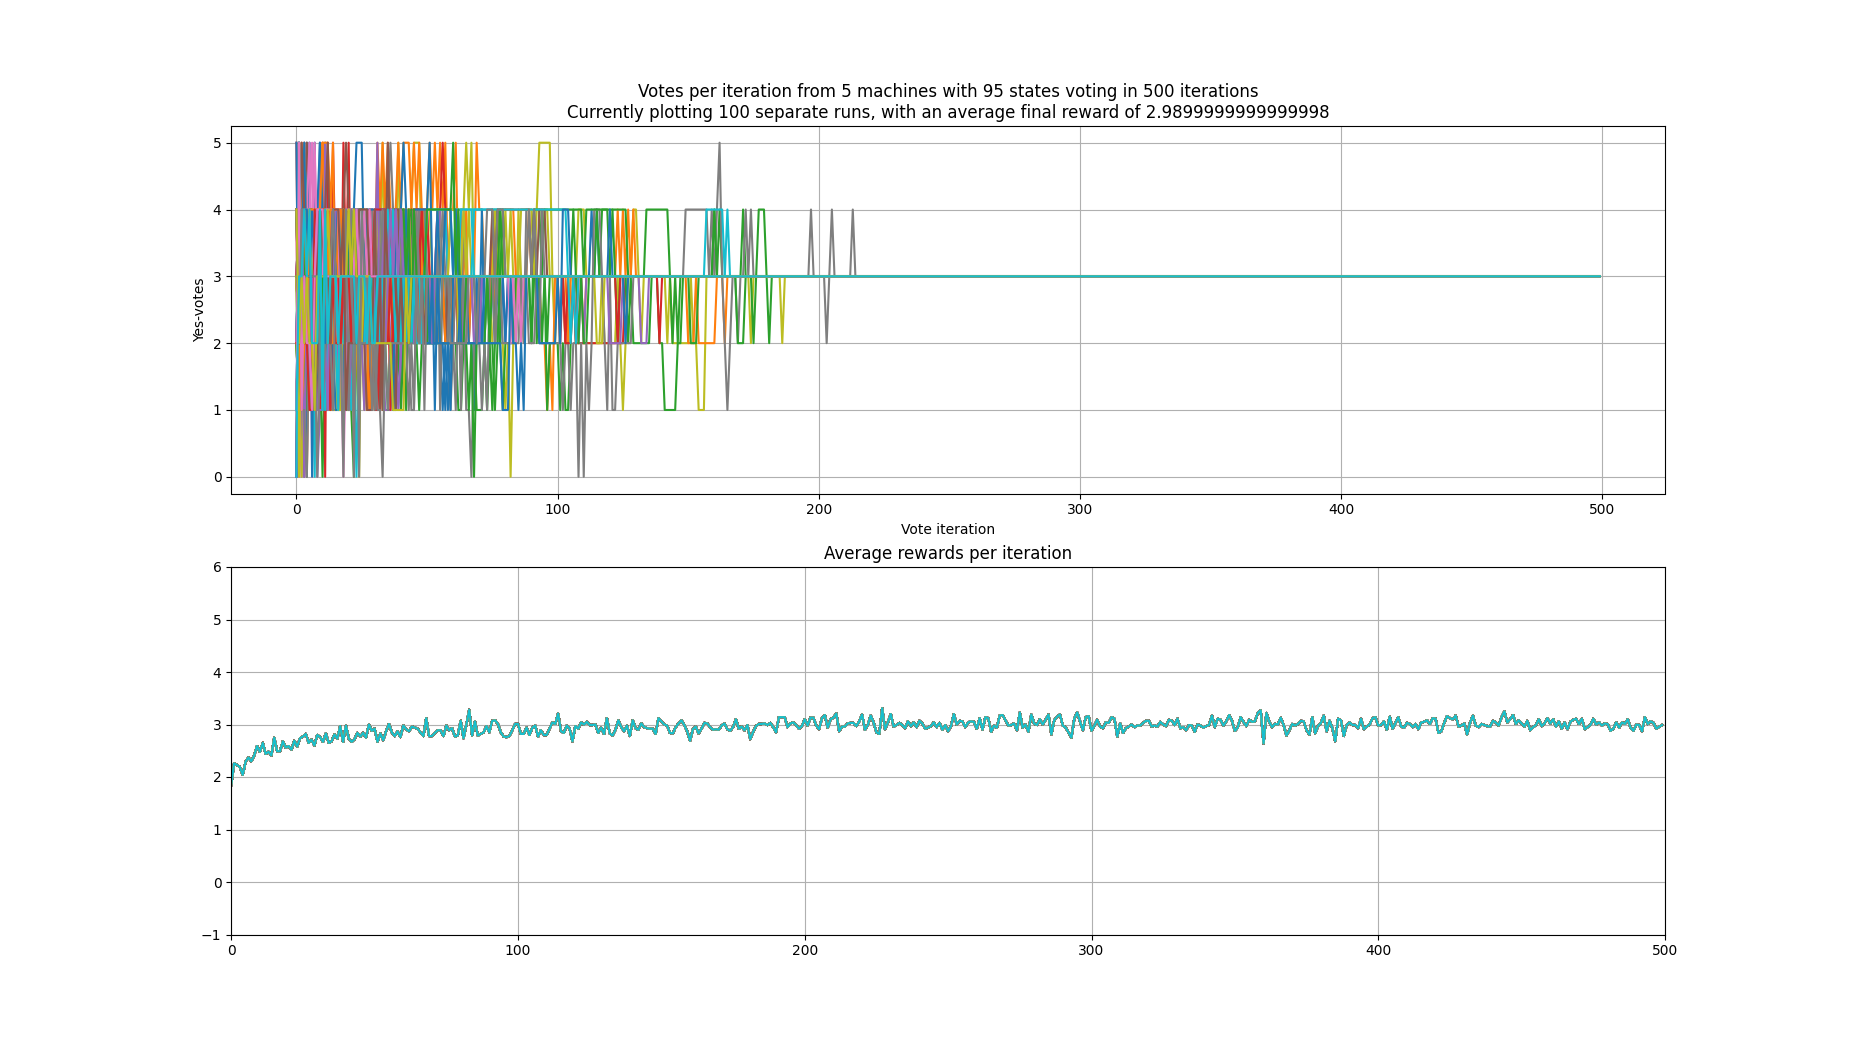 Votes per iteration from 5 machines with 95 states voting in 500 iterations
Currently plotting 100 separate runs, with an average final reward of 2.9899999999999998
Yes-votes
5
4
3
2
1
0
0 100 200 300 400 500
Vote iteration
Average rewards per iteration
6
5
4
3
2
1
0
−1
0 100 200 300 400 500